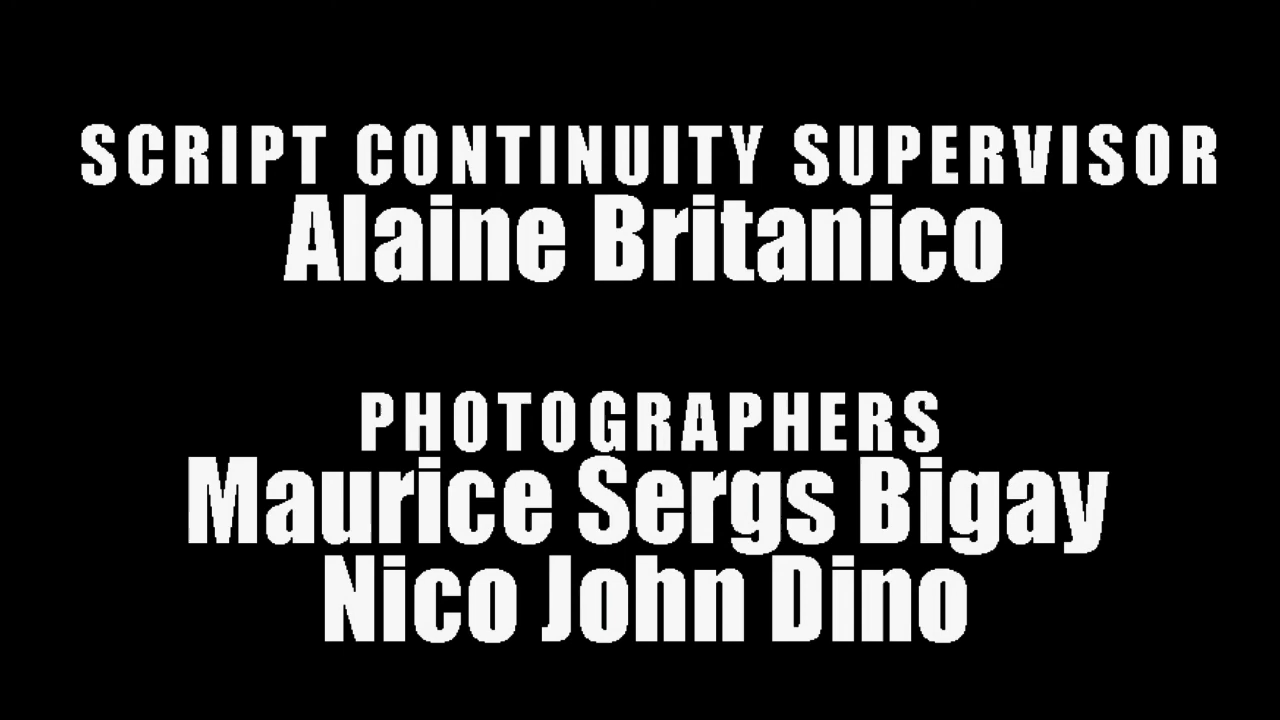 SCRIPT CONTINUITY SUPERVISOR
Alaine Britanico
PHOTOGRAPHERS
Maurice Sergs Bigay
Nico John Dino